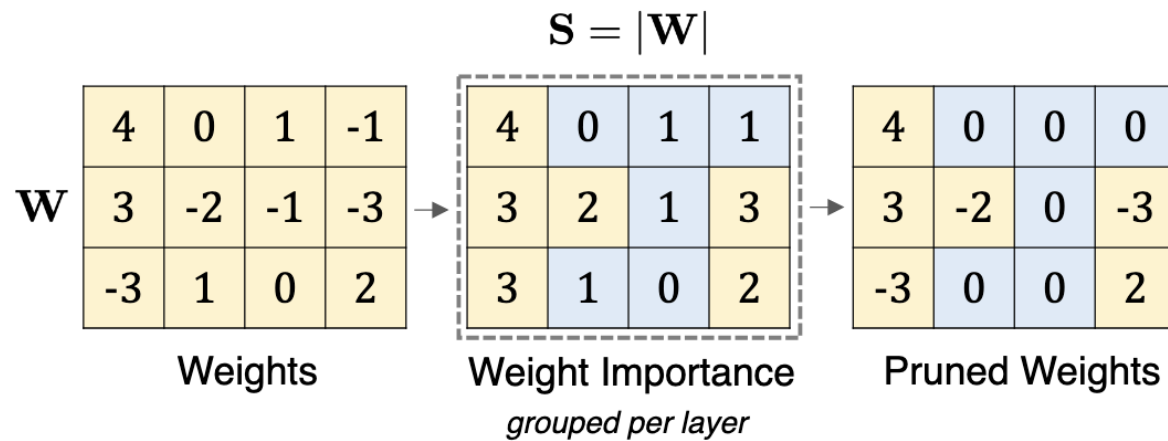 S = |W|
4 0 1 -1 4 0 1 1 4 0 0 0
W 3 -2 -1 -3 3 2 1 3 3 -2 0 -3
-3 1 0 2 3 1 0 2 -3 0 0 2
Weights Weight Importance Pruned Weights
grouped per layer